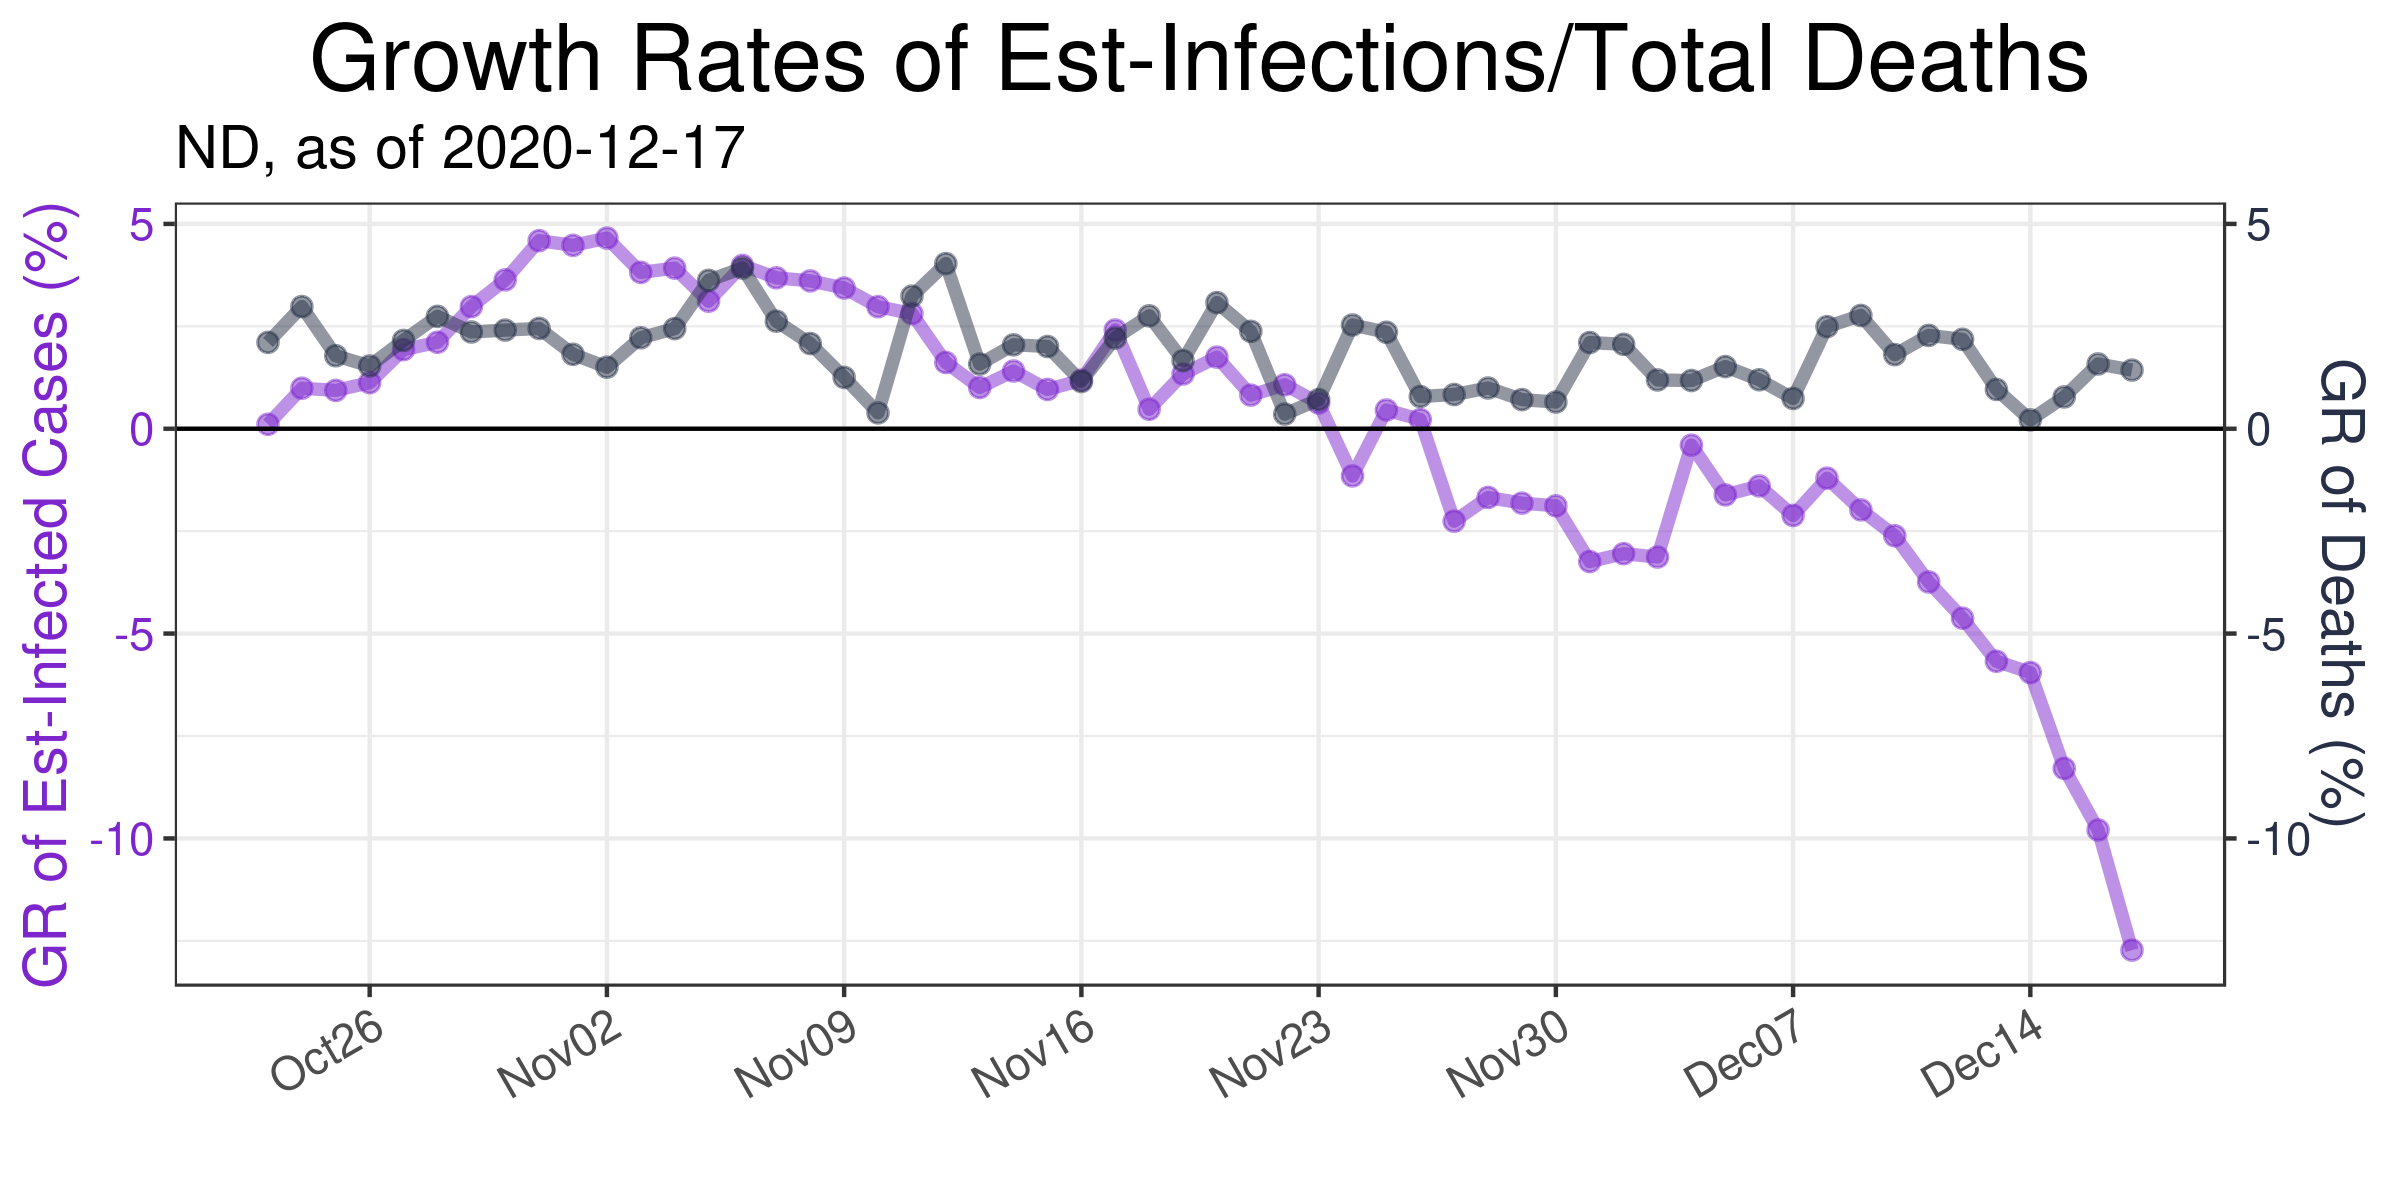 Growth Rates of Est-Infections/Total Deaths
ND, as of 2020-12-17
GR of Est-Infected Cases (%)
5
0
-5
-10
5
0
-5
-10
GR of Deaths (%)
Oct26
Nov02
Nov09
Nov16
Nov23
Nov30
Dec07
Dec14